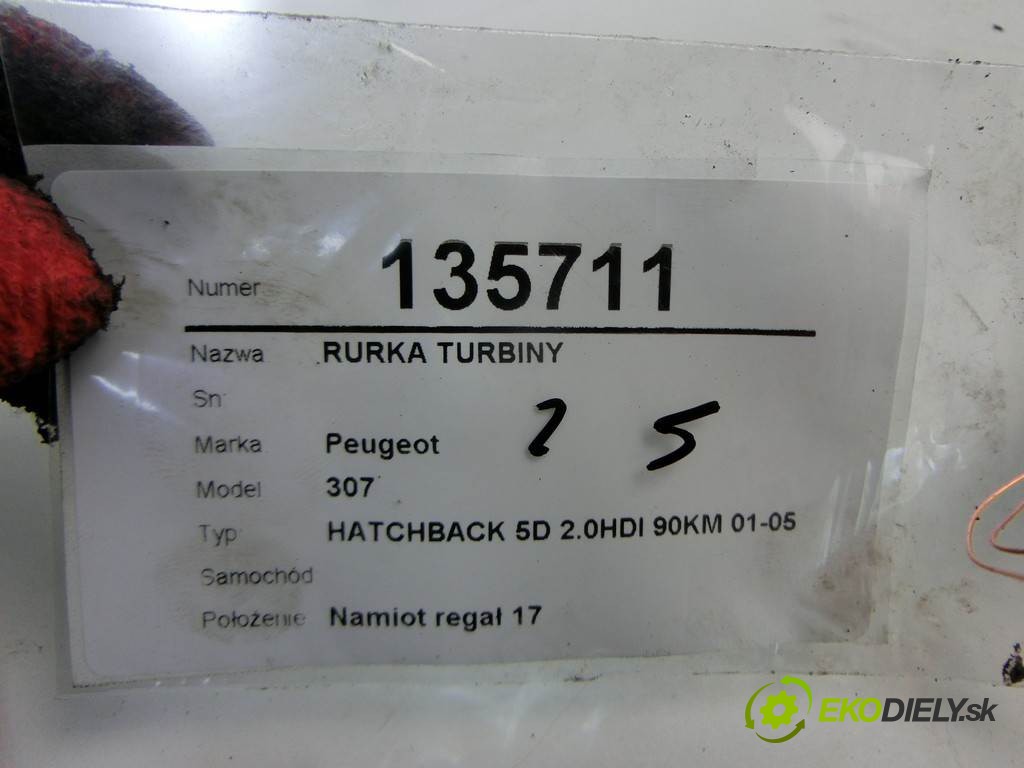 Numer 135711
Nazwa RURKA TURBINY
Sn
2 5
Marka Peugeot
Model 307
Typ HATCHBACK 5D 2.0HDI 90KM 01-05
Samochód
Położenie Namiot regał 17
EKODIELY.sk